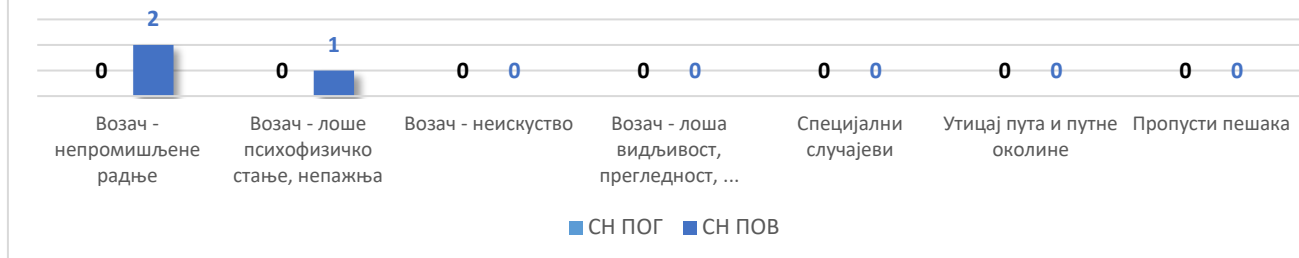 2
1
0
0
0
0
0
0
0
0
0
0
0
0
Возач -
непромишљене
радње
Возач - лоше
психофизичко
стање, непажња
Возач - неискуство
Возач - лоша
видљивост,
прегледност, ...
Специјални
случајеви
Утицај пута и путне
околине
Пропусти пешака
СН ПОГ
СН ПОВ